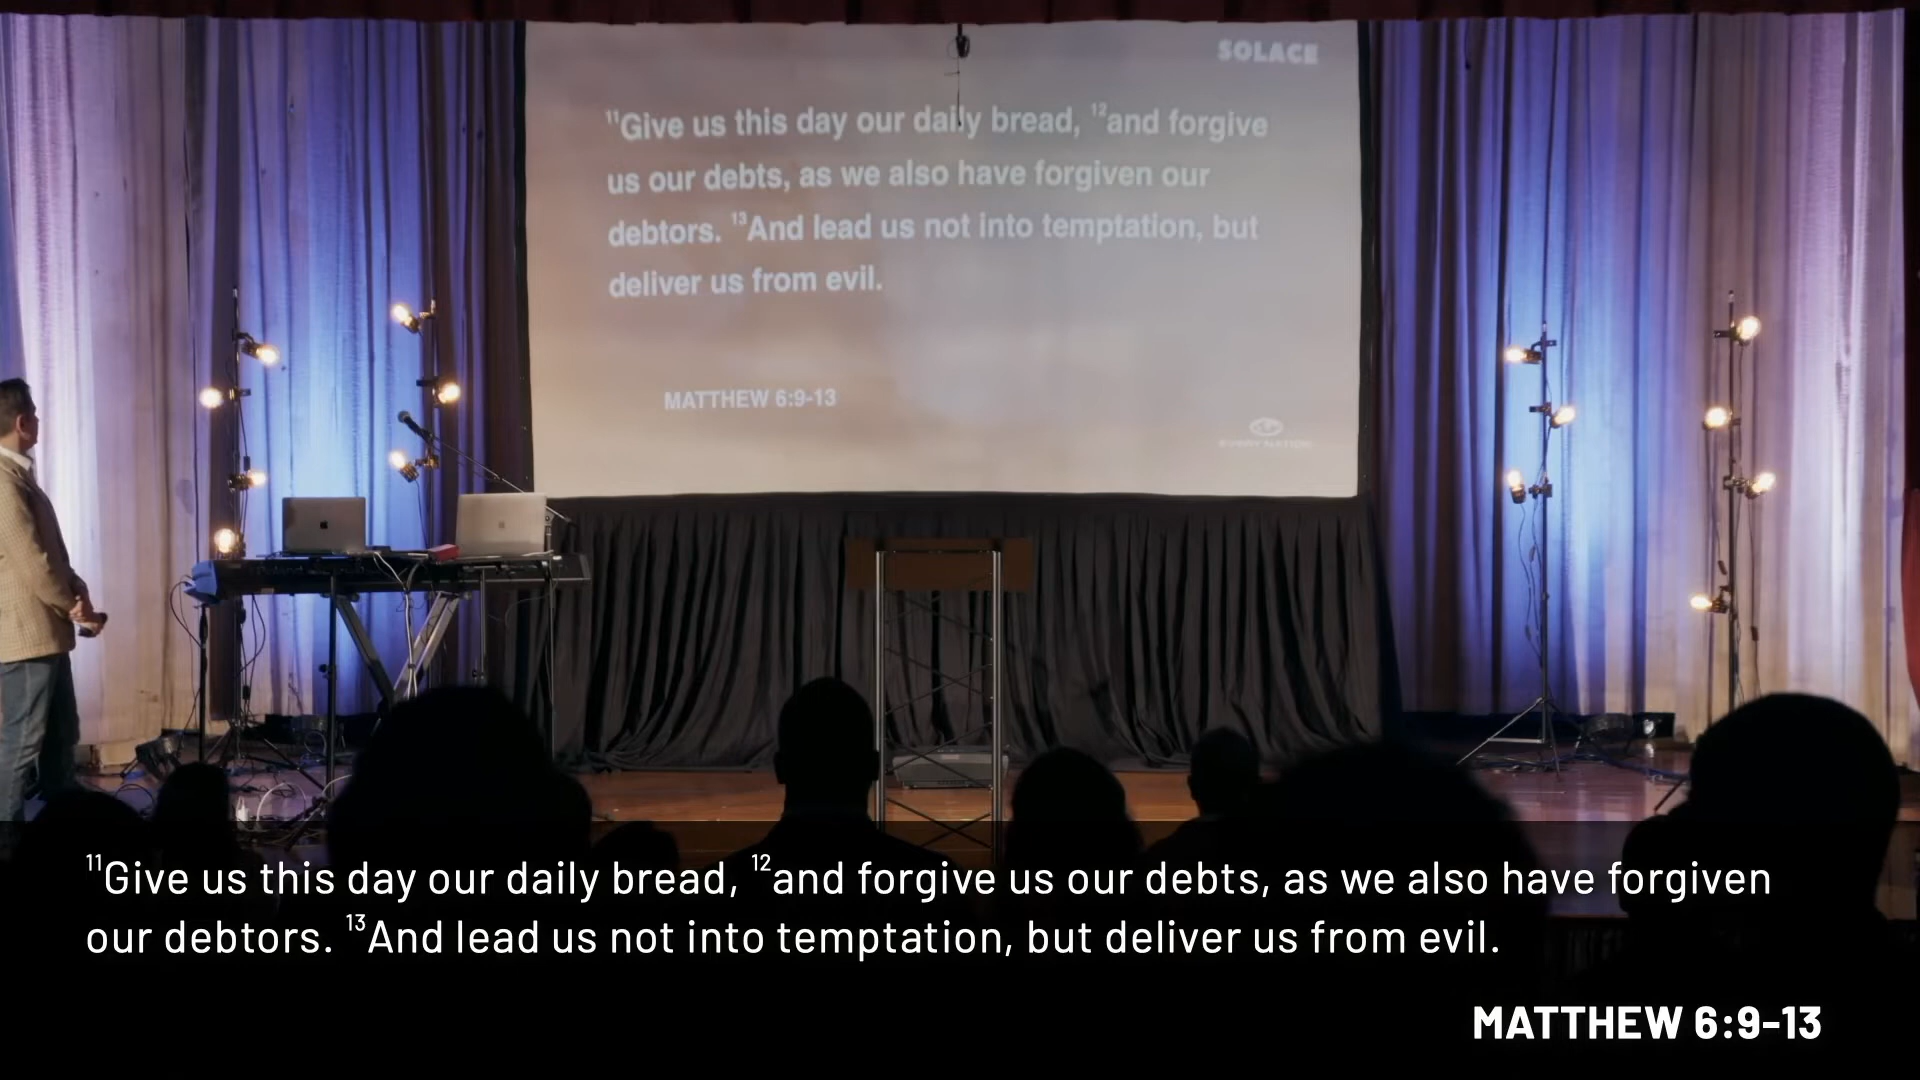 SOLACE
¹¹Give us this day our daily bread, ¹²and forgive
us our debts, as we also have forgiven our
debtors. ¹³And lead us not into temptation, but
deliver us from evil.
MATTHEW 6:9-13
EVERY NATION
¹¹Give us this day our daily bread, ¹²and forgive us our debts, as we also have forgiven
our debtors. ¹³And lead us not into temptation, but deliver us from evil.
MATTHEW 6:9-13